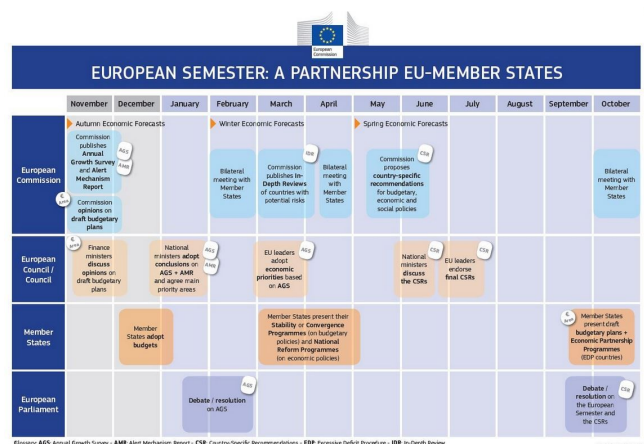 European
Commission
EUROPEAN SEMESTER: A PARTNERSHIP EU-MEMBER STATES
November December January February March April May June July August September October
Autumn Economic Forecasts Winter Economic Forecasts Spring Economic Forecasts
European
Commission
Commission
publishes
Annual
Growth Survey
and Alert
Mechanism
Report
AGS
AMR
€
Area
Commission
opinions on
draft budgetary
plans
Bilateral
meeting with
Member
States
Commission
publishes In-
Depth Reviews
of countries with
potential risks
IDR
Bilateral
meeting
with
Member
States
Commission
proposes
country-specific
recommendations
for budgetary,
economic and
social policies
CSR
Bilateral
meeting with
Member
States
European
Council /
Council
€
Area
Finance
ministers
discuss
opinions on
draft budgetary
plans
National
ministers adopt
conclusions on
AGS + AMR
and agree main
priority areas
AGS
AMR
EU leaders
adopt
economic
priorities based
on AGS
AGS
National
ministers
discuss
the CSRs
CSR
EU leaders
endorse
final CSRs
CSR
Member
States
Member
States adopt
budgets
Member States present their
Stability or Convergence
Programmes (on budgetary
policies) and National
Reform Programmes
(on economic policies)
€
Area
Member States
present draft
budgetary plans +
Economic Partnership
Programmes
(EDP countries)
European
Parliament
Debate / resolution
on AGS
AGS
Debate /
resolution on
the European
Semester and
the CSRs
CSR
Glossary AGS: Annual Growth Survey - AMR: Alert Mechanism Report - CSR: Country-Specific Recommendations - EDP: Excessive Deficit Procedure - IDR: In-Depth Review